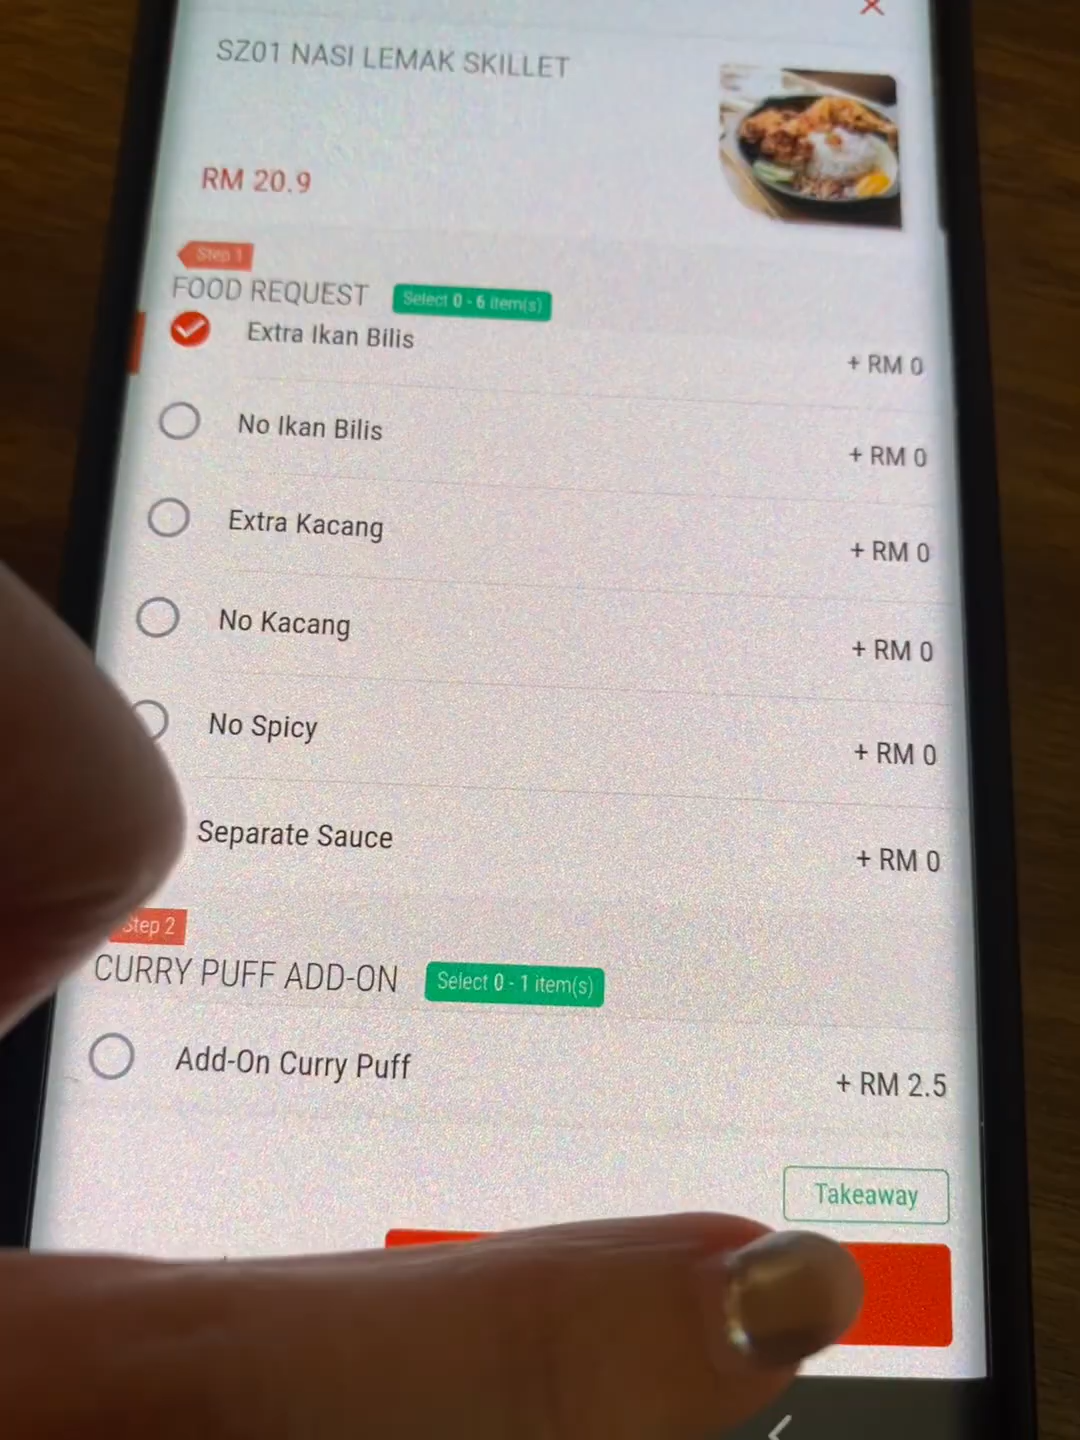 SZ01 NASI LEMAK SKILLET
RM 20.9
Step 1
FOOD REQUEST Select 0 - 6 item(s)
Extra Ikan Bilis + RM 0
No Ikan Bilis + RM 0
Extra Kacang + RM 0
No Kacang + RM 0
No Spicy + RM 0
Separate Sauce + RM 0
Step 2
CURRY PUFF ADD-ON Select 0 - 1 item(s)
Add-On Curry Puff + RM 2.5
Takeaway